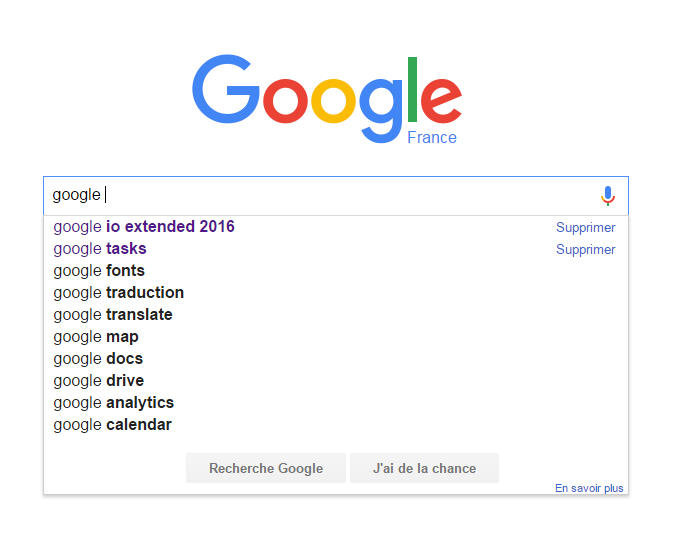 Google
France
google
google io extended 2016 Supprimer
google tasks Supprimer
google fonts
google traduction
google translate
google map
google docs
google drive
google analytics
google calendar
Recherche Google J'ai de la chance
En savoir plus